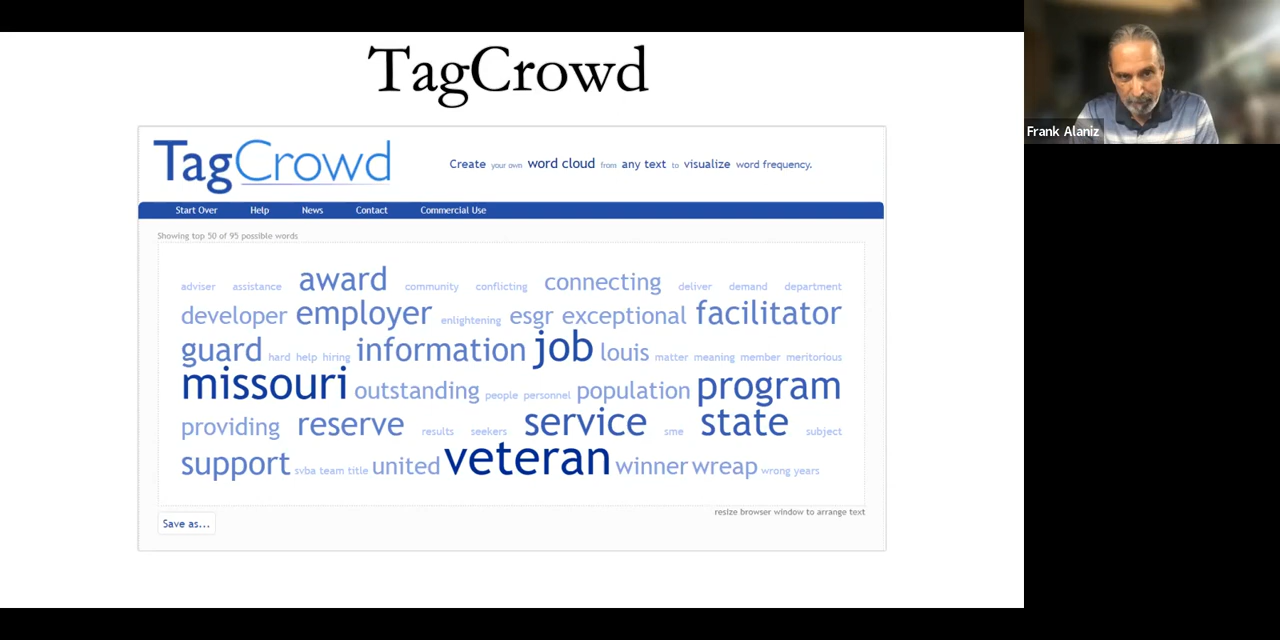 TagCrowd
Frank Alaniz
TagCrowd
Create your own word cloud from any text to visualize word frequency.
Start Over Help News Contact Commercial Use
Showing top 50 of 95 possible words
adviser assistance award community conflicting connecting deliver demand department
developer employer enlightening esgr exceptional facilitator
guard hard help hiring information job louis matter meaning member meritorious
missouri outstanding people personnel population program
providing reserve results seekers service sme state subject
support svba team title united veteran winner wreap wrong years
resize browser window to arrange text
Save as...